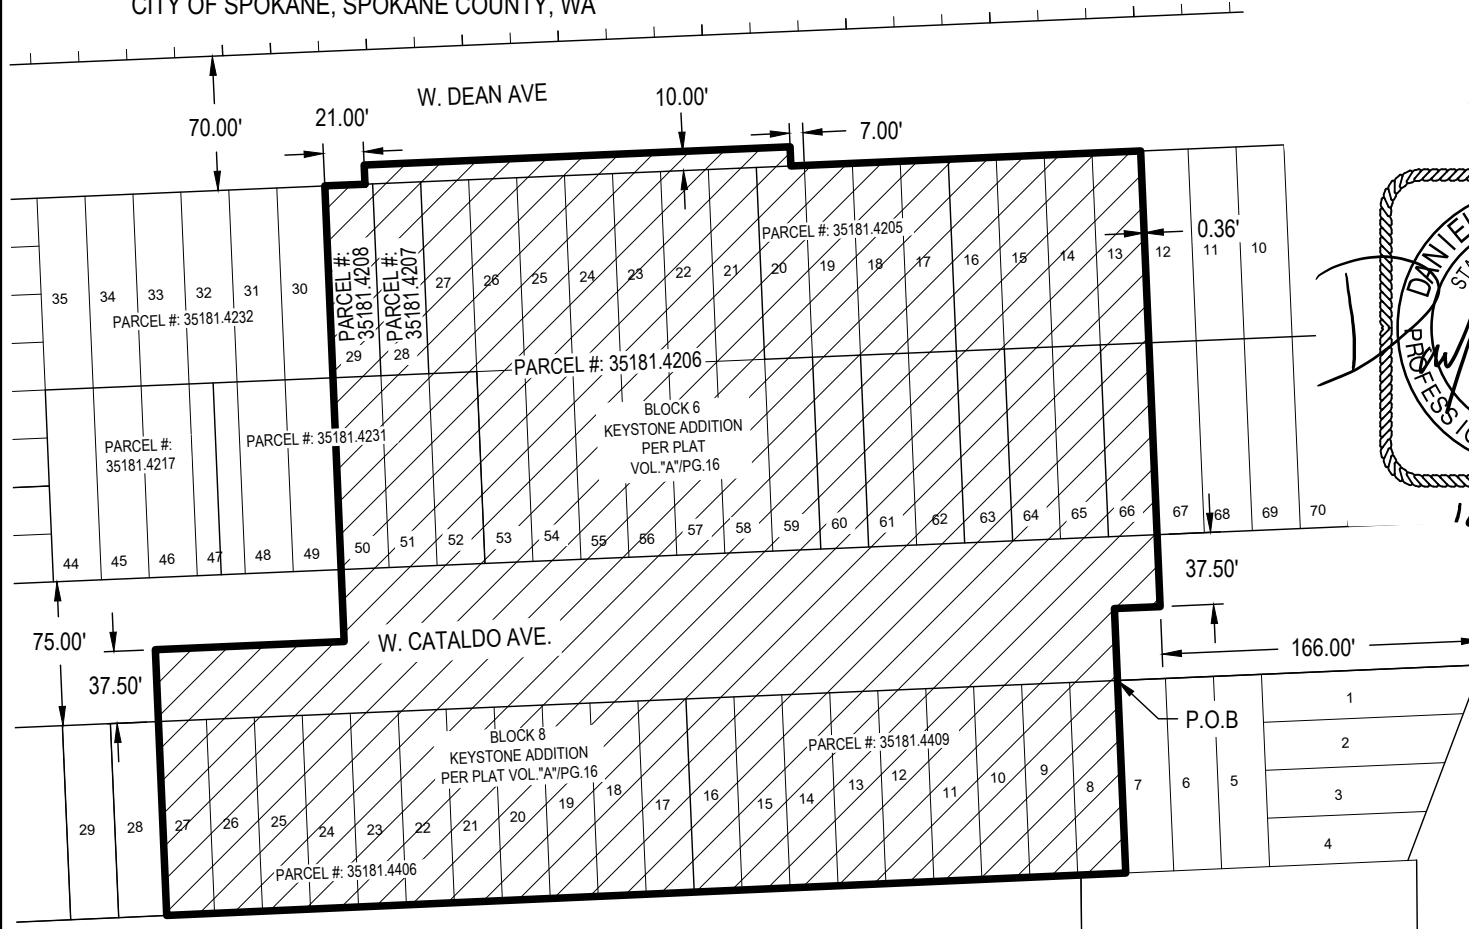 CITY OF SPOKANE, SPOKANE COUNTY, WA
W. DEAN AVE
10.00'
21.00'
70.00'
7.00'
0.36'
PARCEL #: 35181.4205
PARCEL #:
35181.4208
PARCEL #:
35181.4207
35 34 33 32 31 30 29 28 27 26 25 24 23 22 21 20 19 18 17 16 15 14 13 12 11 10
PARCEL #: 35181.4232
PARCEL #: 35181.4206
BLOCK 6
KEYSTONE ADDITION
PER PLAT
VOL."A"/PG.16
PARCEL #:
35181.4217
PARCEL #: 35181.4231
44 45 46 47 48 49 50 51 52 53 54 55 56 57 58 59 60 61 62 63 64 65 66 67 68 69 70
37.50'
75.00'
W. CATALDO AVE.
166.00'
37.50'
P.O.B
BLOCK 8
KEYSTONE ADDITION
PER PLAT VOL."A"/PG.16
PARCEL #: 35181.4409
29 28 27 26 25 24 23 22 21 20 19 18 17 16 15 14 13 12 11 10 9 8 7 6 5
1
2
3
4
PARCEL #: 35181.4406
DANIEL
STA
PROFESSIO